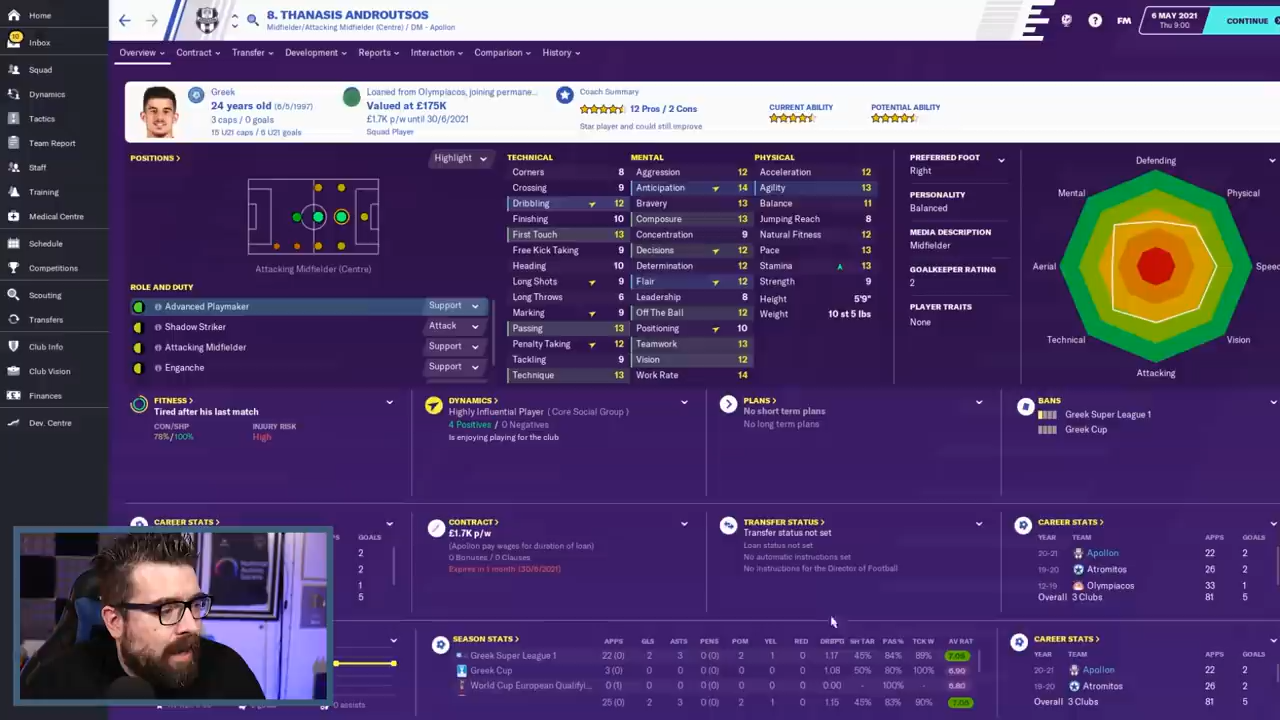 Home
Inbox
Squad
Dynamics
Tactics
Team Report
Staff
Training
Medical Centre
Schedule
Competitions
Scouting
Transfers
Club Info
Club Vision
Finances
Dev. Centre
8. THANASIS ANDROUTSOS
Midfielder/Attacking Midfielder (Centre) / DM - Apollon
FM
6 MAY 2021
Thu 9:00
CONTINUE
Overview
Contract
Transfer
Development
Reports
Interaction
Comparison
History
Greek
24 years old (6/5/1997)
3 caps / 0 goals
15 U21 caps / 6 U21 goals
Loaned from Olympiacos, joining permane...
Valued at £175K
£1.7K p/w until 30/6/2021
Squad Player
Coach Summary
12 Pros / 2 Cons
Star player and could still improve
CURRENT ABILITY
POTENTIAL ABILITY
POSITIONS >
Highlight
Attacking Midfielder (Centre)
ROLE AND DUTY
Advanced Playmaker Support
Shadow Striker Attack
Attacking Midfielder Support
Enganche Support
TECHNICAL
Corners 8
Crossing 9
Dribbling 12
Finishing 10
First Touch 13
Free Kick Taking 9
Heading 10
Long Shots 9
Long Throws 6
Marking 9
Passing 13
Penalty Taking 12
Tackling 9
Technique 13
MENTAL
Aggression 12
Anticipation 14
Bravery 13
Composure 13
Concentration 9
Decisions 12
Determination 12
Flair 12
Leadership 8
Off The Ball 12
Positioning 10
Teamwork 13
Vision 12
Work Rate 14
PHYSICAL
Acceleration 12
Agility 13
Balance 11
Jumping Reach 8
Natural Fitness 12
Pace 13
Stamina 13
Strength 9
Height 5'9"
Weight 10 st 5 lbs
PREFERRED FOOT
Right
PERSONALITY
Balanced
MEDIA DESCRIPTION
Midfielder
GOALKEEPER RATING
2
PLAYER TRAITS
None
Defending
Physical
Speed
Vision
Attacking
Technical
Aerial
Mental
FITNESS >
Tired after his last match
CON/SHP
78%/100%
INJURY RISK
High
DYNAMICS >
Highly Influential Player ( Core Social Group )
4 Positives / 0 Negatives
Is enjoying playing for the club
PLANS >
No short term plans
No long term plans
BANS
Greek Super League 1
Greek Cup
CAREER STATS >
GOALS
2
2
1
5
CONTRACT >
£1.7K p/w
(Apollon pay wages for duration of loan)
0 Bonuses / 0 Clauses
Expires in 1 month (30/6/2021)
TRANSFER STATUS >
Transfer status not set
Loan status not set
No automatic instructions set
No instructions for the Director of Football
CAREER STATS >
YEAR TEAM APPS GOALS
20-21 Apollon 22 2
19-20 Atromitos 26 2
12-19 Olympiacos 33 1
Overall 3 Clubs 81 5
SEASON STATS >
APPS GLS ASTS PENS POM YEL RED DRBPG SH TAR PAS % TCK W AV RAT
Greek Super League 1 22 (0) 2 3 0 (0) 2 1 0 1.17 45% 84% 89% 7.09
Greek Cup 3 (0) 0 0 0 (0) 0 0 0 1.08 50% 80% 100% 6.90
World Cup European Qualifyi... 0 (1) 0 0 0 (0) 0 0 0 0.00 - 100% - 6.80
25 (0) 2 3 0 (0) 2 1 0 1.15 45% 83% 90%
CAREER STATS >
YEAR TEAM APPS GOALS
20-21 Apollon 22 2
19-20 Atromitos 26 2
Overall 3 Clubs 81 5
0 assists